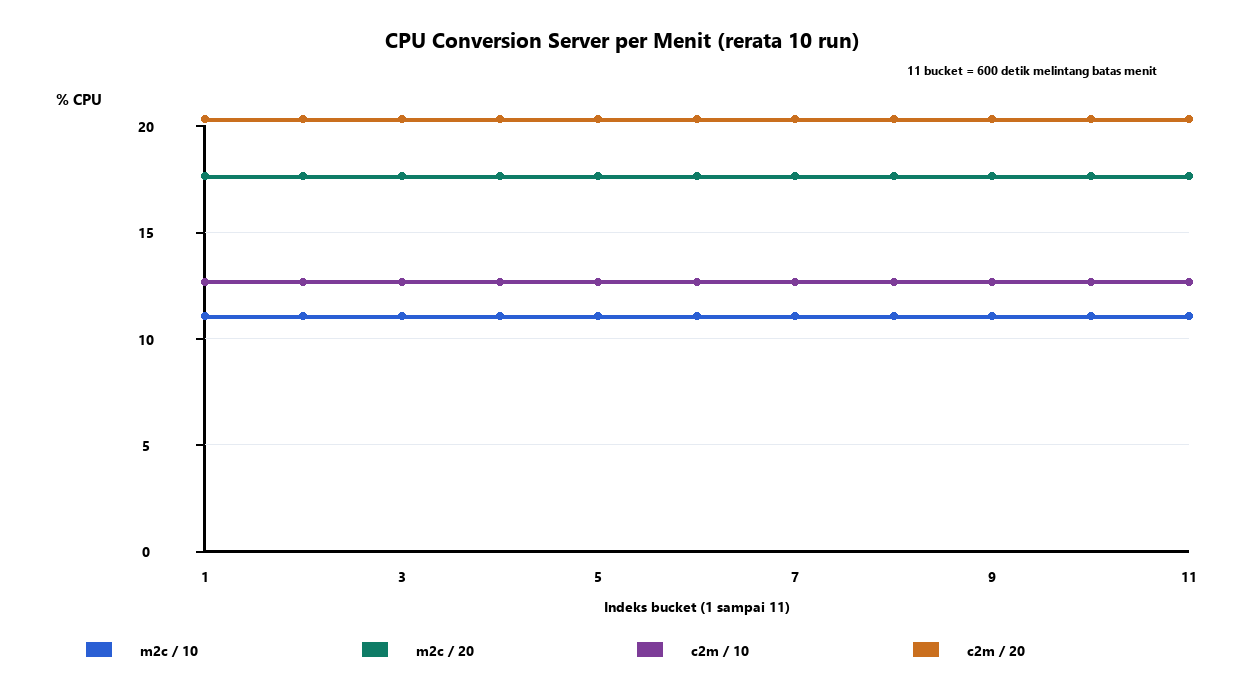 CPU Conversion Server per Menit (rerata 10 run)
11 bucket = 600 detik melintang batas menit
% CPU
20
15
10
5
0
1 3 5 7 9 11
Indeks bucket (1 sampai 11)
m2c / 10 m2c / 20 c2m / 10 c2m / 20